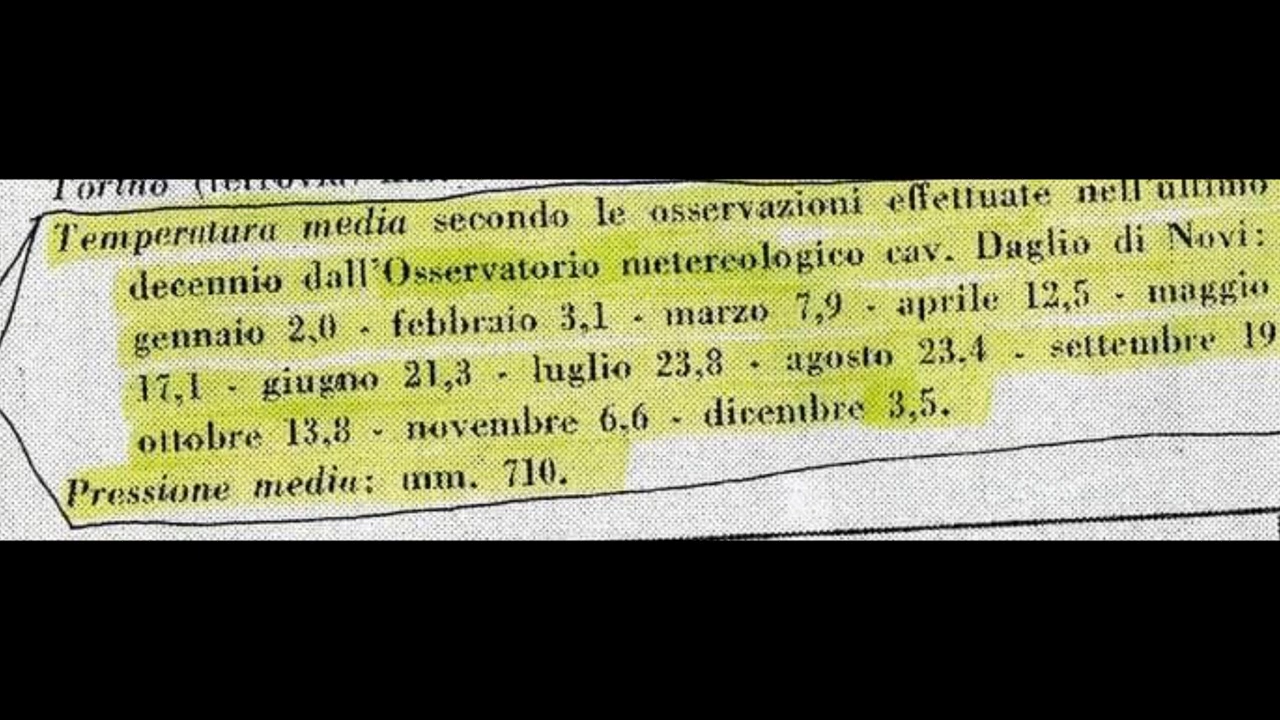 Torino (ferrovia)
Temperatura media secondo le osservazioni effettuate nell'ultimo
decennio dall'Osservatorio metereologico cav. Daglio di Novi:
gennaio 2,0 - febbraio 3,1 - marzo 7,9 - aprile 12,5 - maggio
17,1 - giugno 21,3 - luglio 23,8 - agosto 23,4 - settembre 19
ottobre 13,8 - novembre 6,6 - dicembre 3,5.
Pressione media: mm. 710.